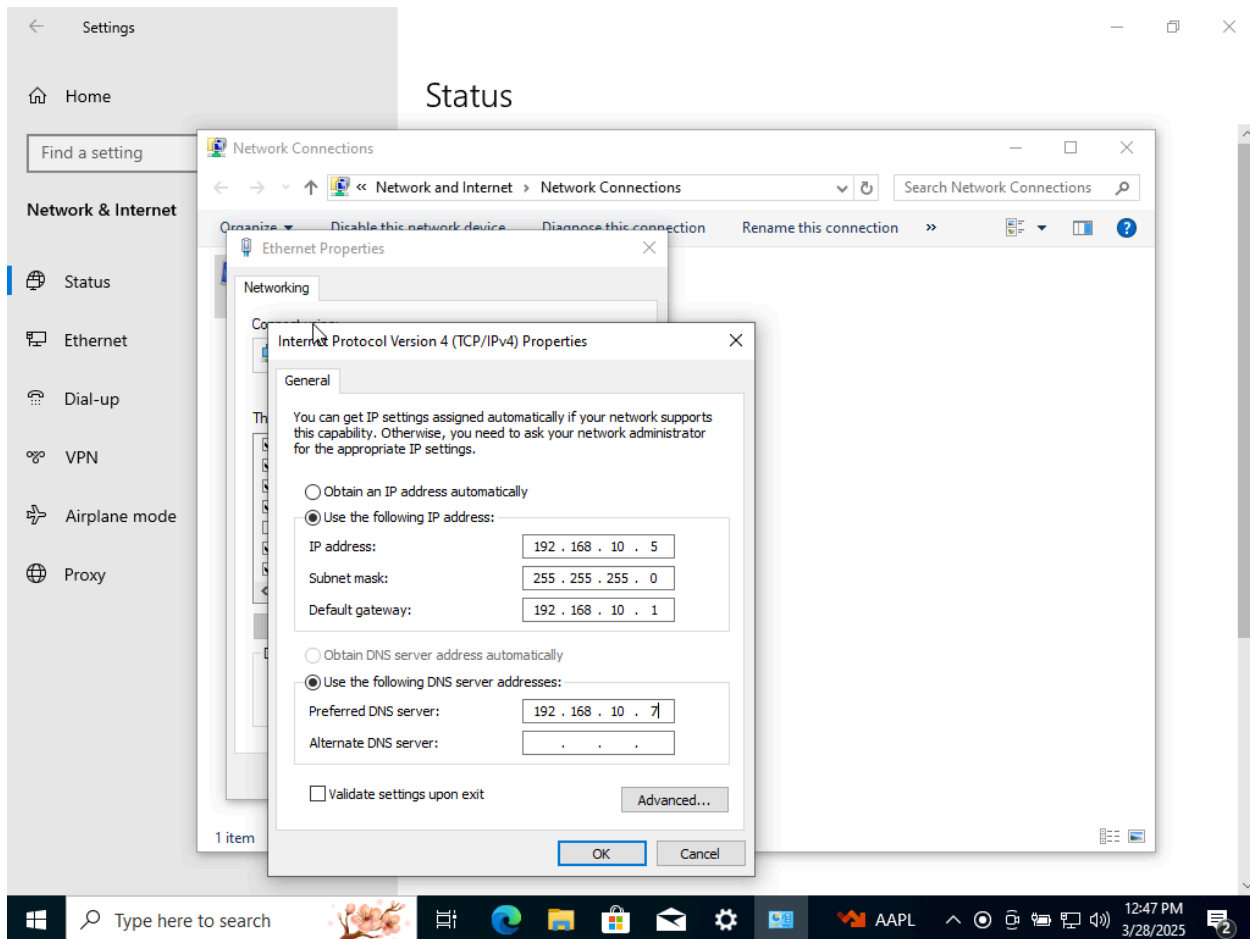 Settings
Home
Status
Find a setting
Network & Internet
Status
Ethernet
Dial-up
VPN
Airplane mode
Proxy
Network Connections
« Network and Internet › Network Connections
Search Network Connections
Organize
Disable this network device
Diagnose this connection
Rename this connection
»
Ethernet Properties
Networking
Internet Protocol Version 4 (TCP/IPv4) Properties
General
You can get IP settings assigned automatically if your network supports
this capability. Otherwise, you need to ask your network administrator
for the appropriate IP settings.
Obtain an IP address automatically
Use the following IP address:
IP address:
192 . 168 . 10 . 5
Subnet mask:
255 . 255 . 255 . 0
Default gateway:
192 . 168 . 10 . 1
Obtain DNS server address automatically
Use the following DNS server addresses:
Preferred DNS server:
192 . 168 . 10 . 7
Alternate DNS server:
. . .
Validate settings upon exit
Advanced...
OK
Cancel
1 item
Type here to search
AAPL
12:47 PM
3/28/2025
2